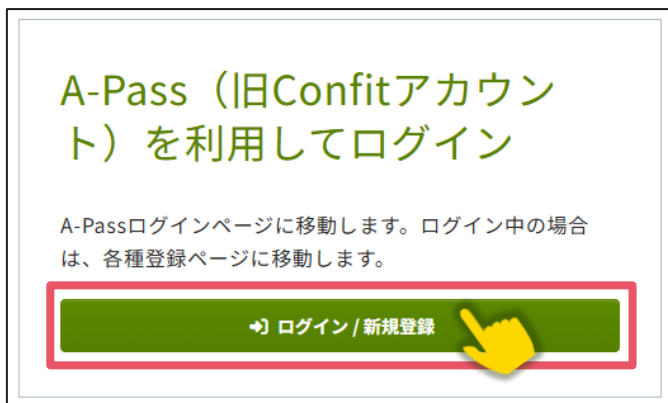 A-Pass（旧Confitアカウン
ト）を利用してログイン
A-Passログインページに移動します。ログイン中の場合
は、各種登録ページに移動します。
ログイン / 新規登録